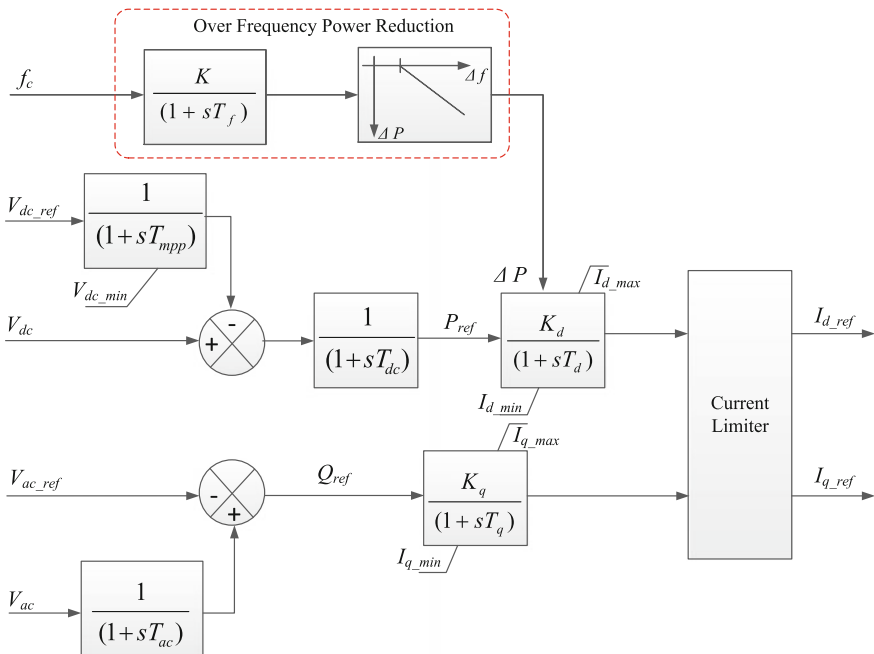 Over Frequency Power Reduction
f_c
K
(1 + sT_f)
Δf
ΔP
V_dc_ref
1
(1+sT_mpp)
V_dc_min
ΔP
I_d_max
V_dc
-
+
1
(1+sT_dc)
P_ref
K_d
(1+sT_d)
I_d_min
I_d_ref
Current
Limiter
I_q_max
V_ac_ref
-
+
Q_ref
K_q
(1+sT_q)
I_q_min
I_q_ref
V_ac
1
(1+sT_ac)